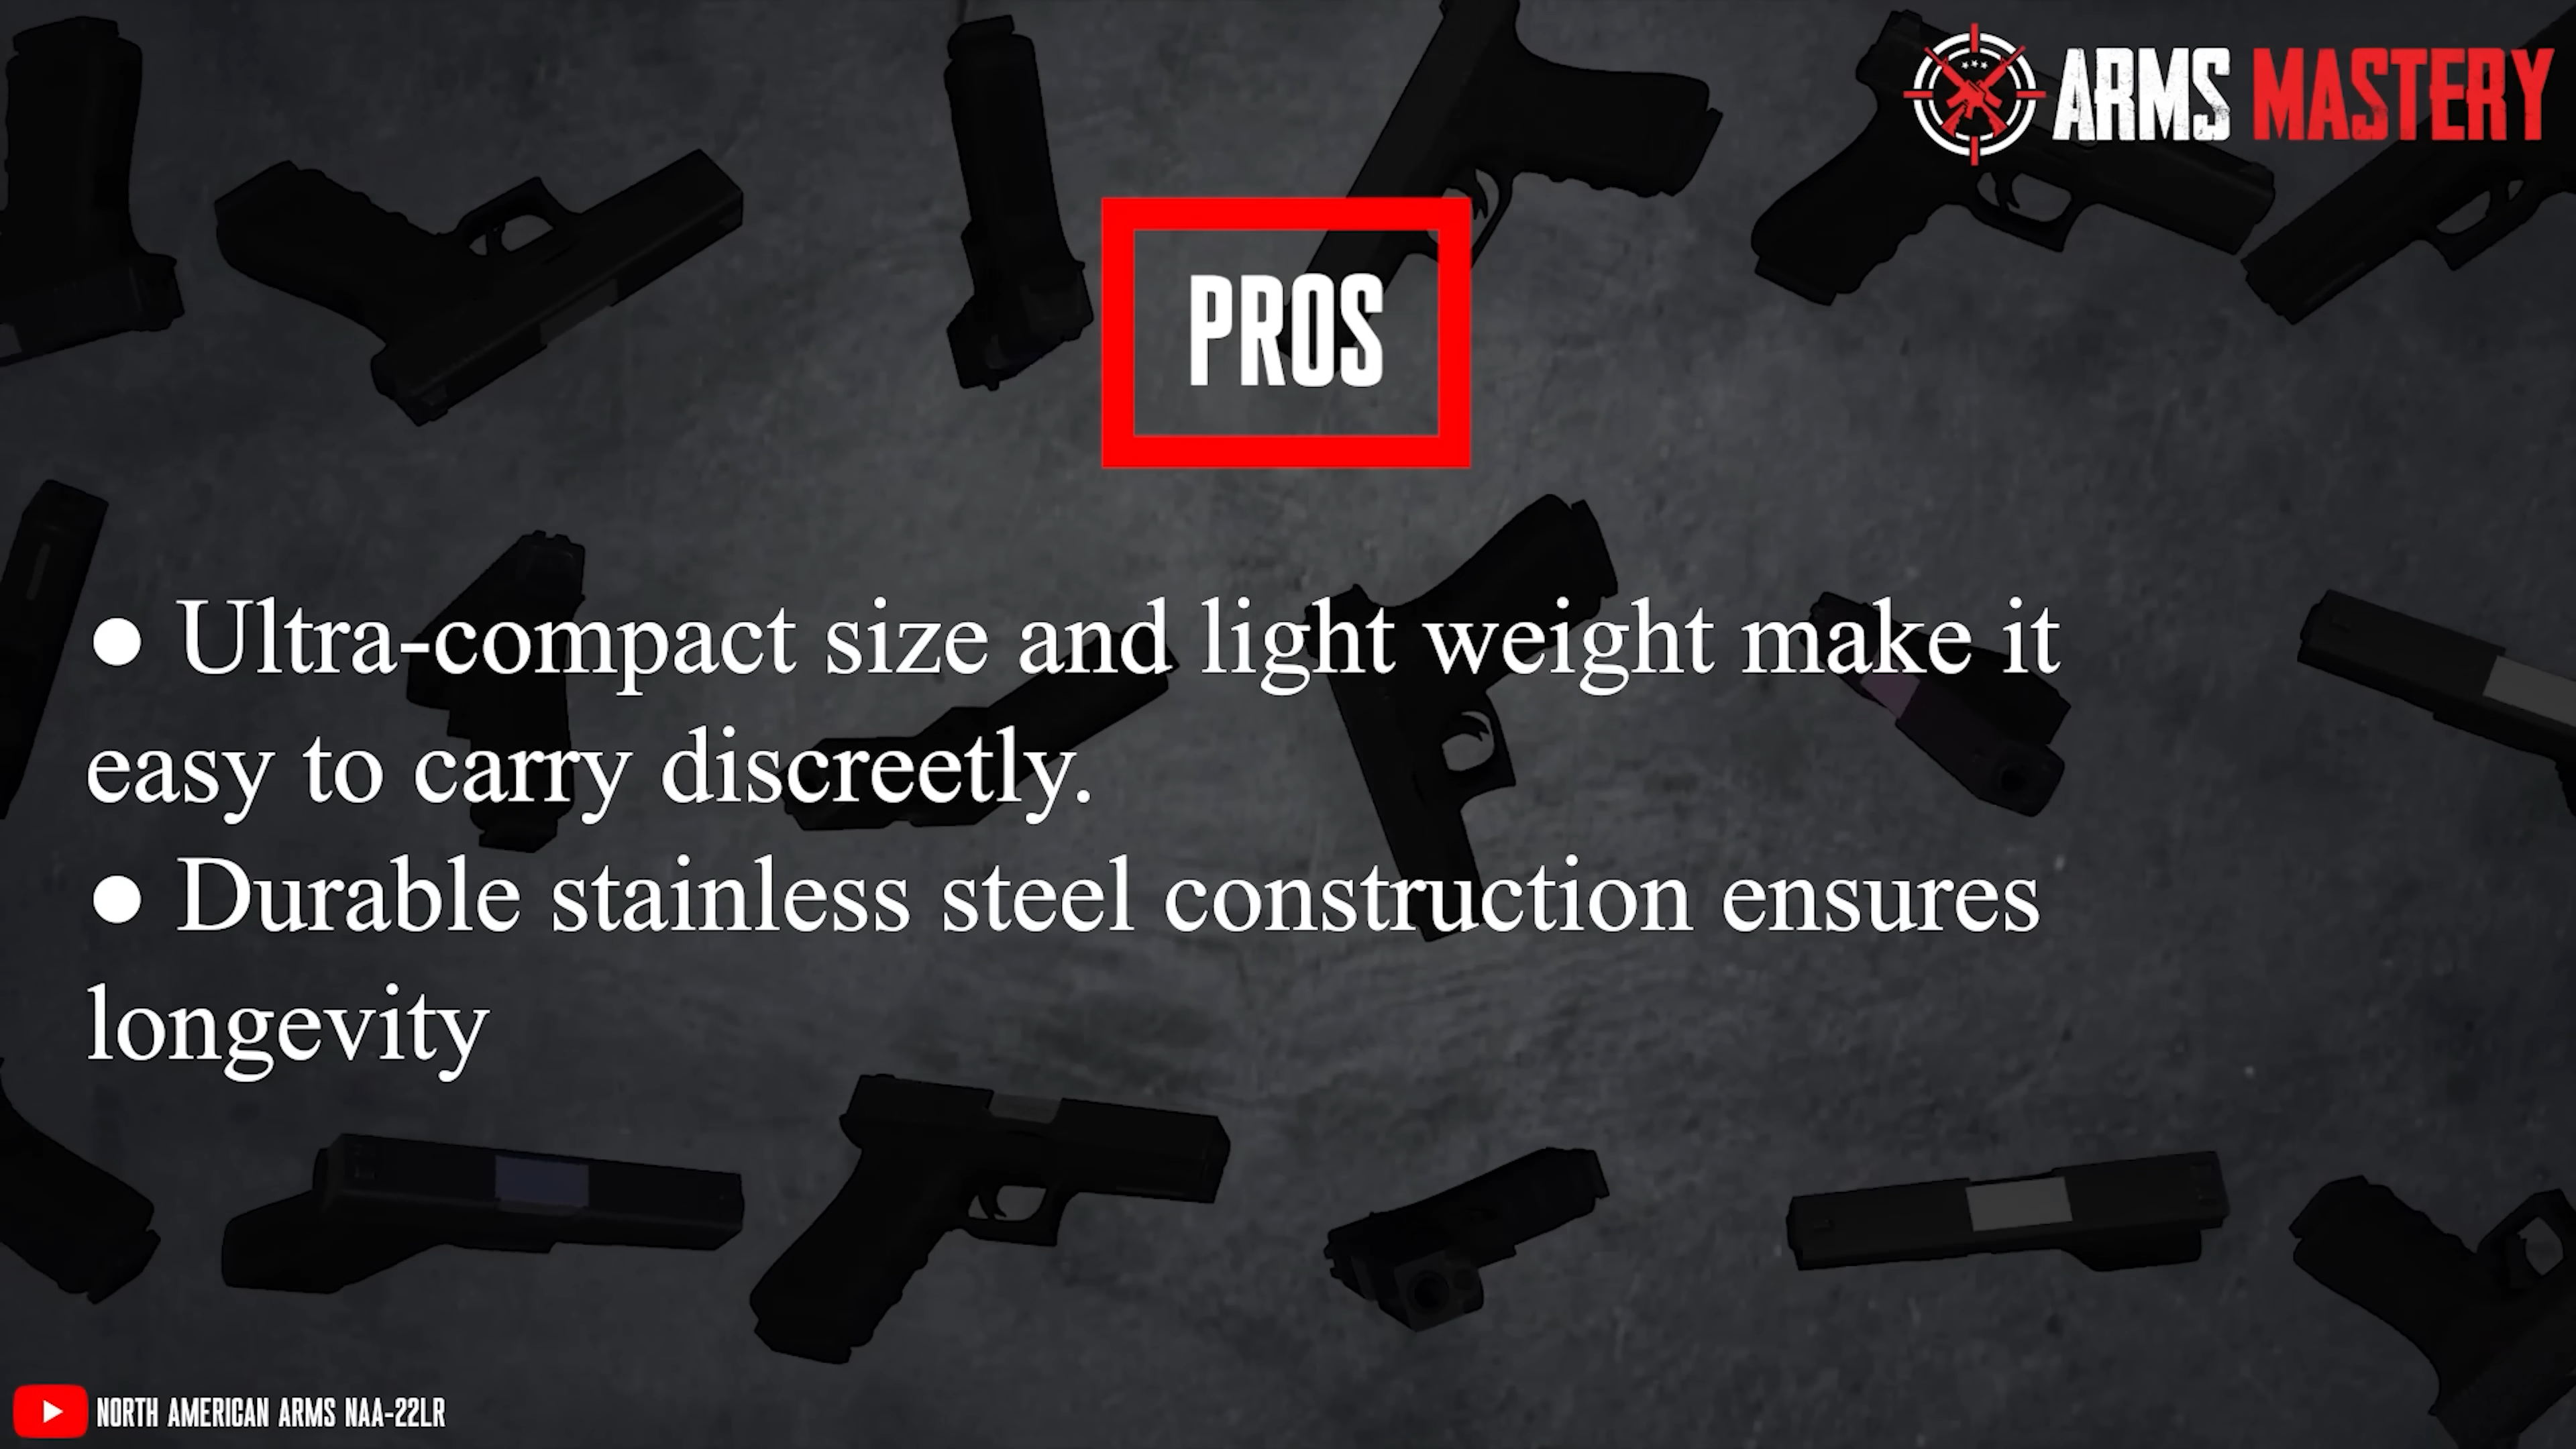 ARMS MASTERY
PROS
● Ultra-compact size and light weight make it
easy to carry discreetly.
● Durable stainless steel construction ensures
longevity
NORTH AMERICAN ARMS NAA-22LR